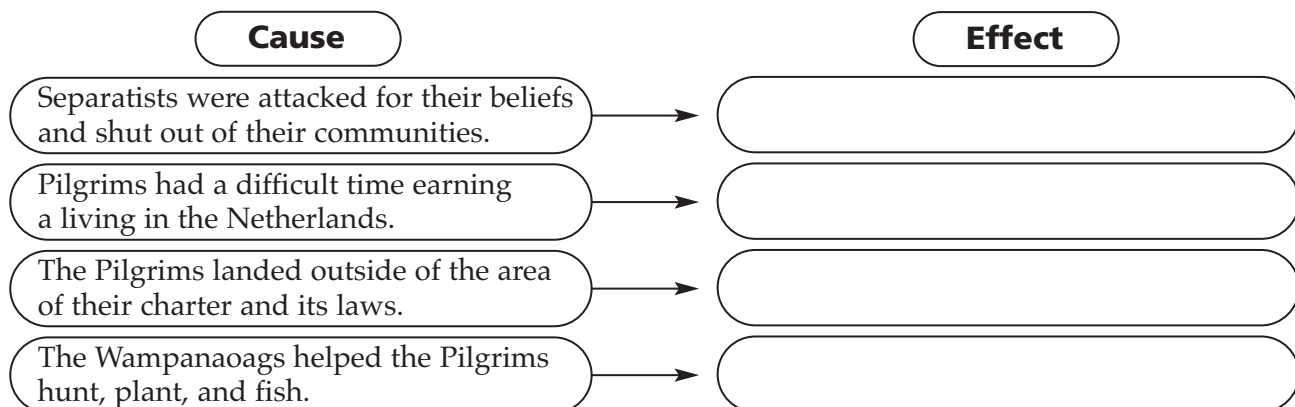 Cause
Effect
Separatists were attacked for their beliefs
and shut out of their communities.
Pilgrims had a difficult time earning
a living in the Netherlands.
The Pilgrims landed outside of the area
of their charter and its laws.
The Wampanaoags helped the Pilgrims
hunt, plant, and fish.